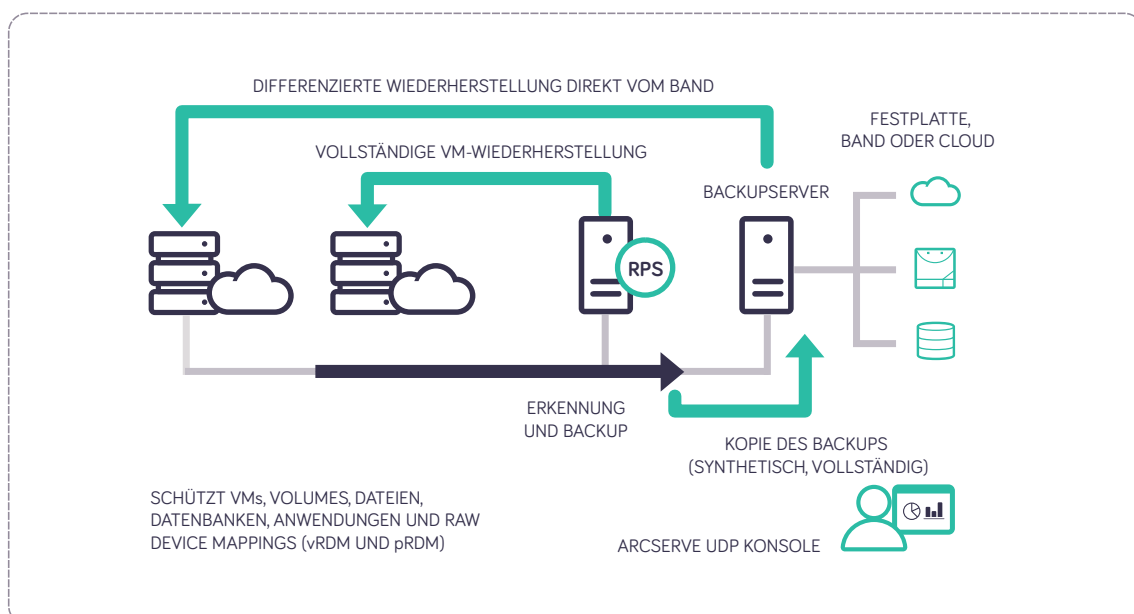 DIFFERENZIERTE WIEDERHERSTELLUNG DIREKT VOM BAND
VOLLSTÄNDIGE VM-WIEDERHERSTELLUNG
FESTPLATTE,
BAND ODER CLOUD
BACKUPSERVER
RPS
ERKENNUNG
UND BACKUP
KOPIE DES BACKUPS
(SYNTHETISCH, VOLLSTÄNDIG)
SCHÜTZT VMs, VOLUMES, DATEIEN,
DATENBANKEN, ANWENDUNGEN UND RAW
DEVICE MAPPINGS (vRDM UND pRDM)
ARCSERVE UDP KONSOLE